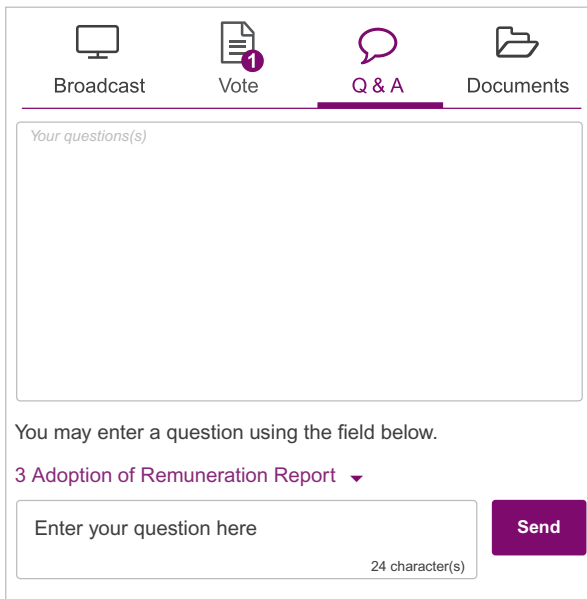 1
Broadcast Vote Q & A Documents
Your questions(s)
You may enter a question using the field below.
3 Adoption of Remuneration Report
Enter your question here
Send
24 character(s)